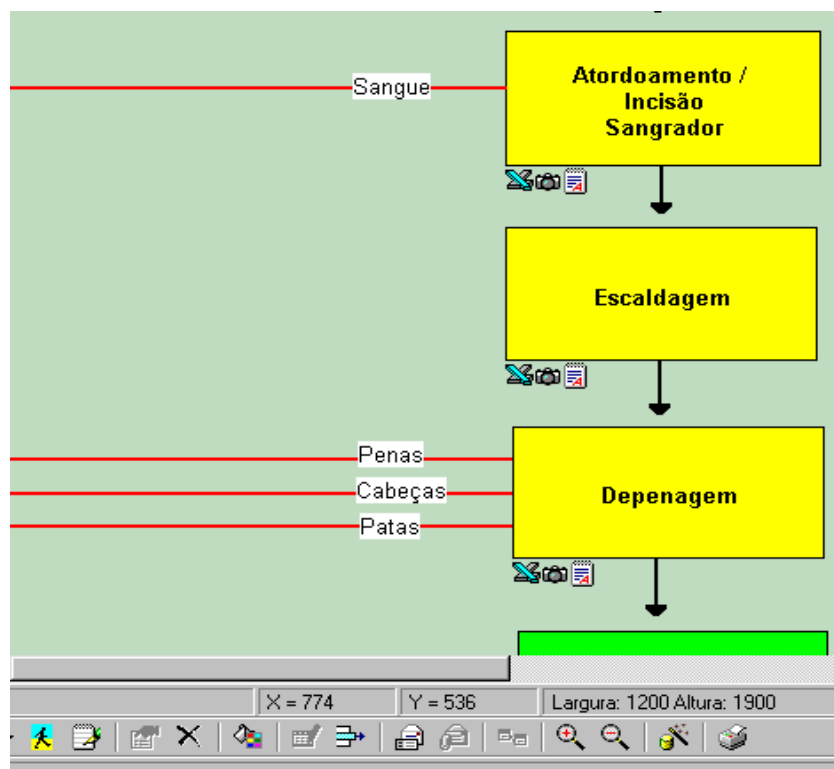 Sangue
Atordoamento /
Incisão
Sangrador
Escaldagem
Penas
Cabeças
Patas
Depenagem
X = 774
Y = 536
Largura: 1200 Altura: 1900